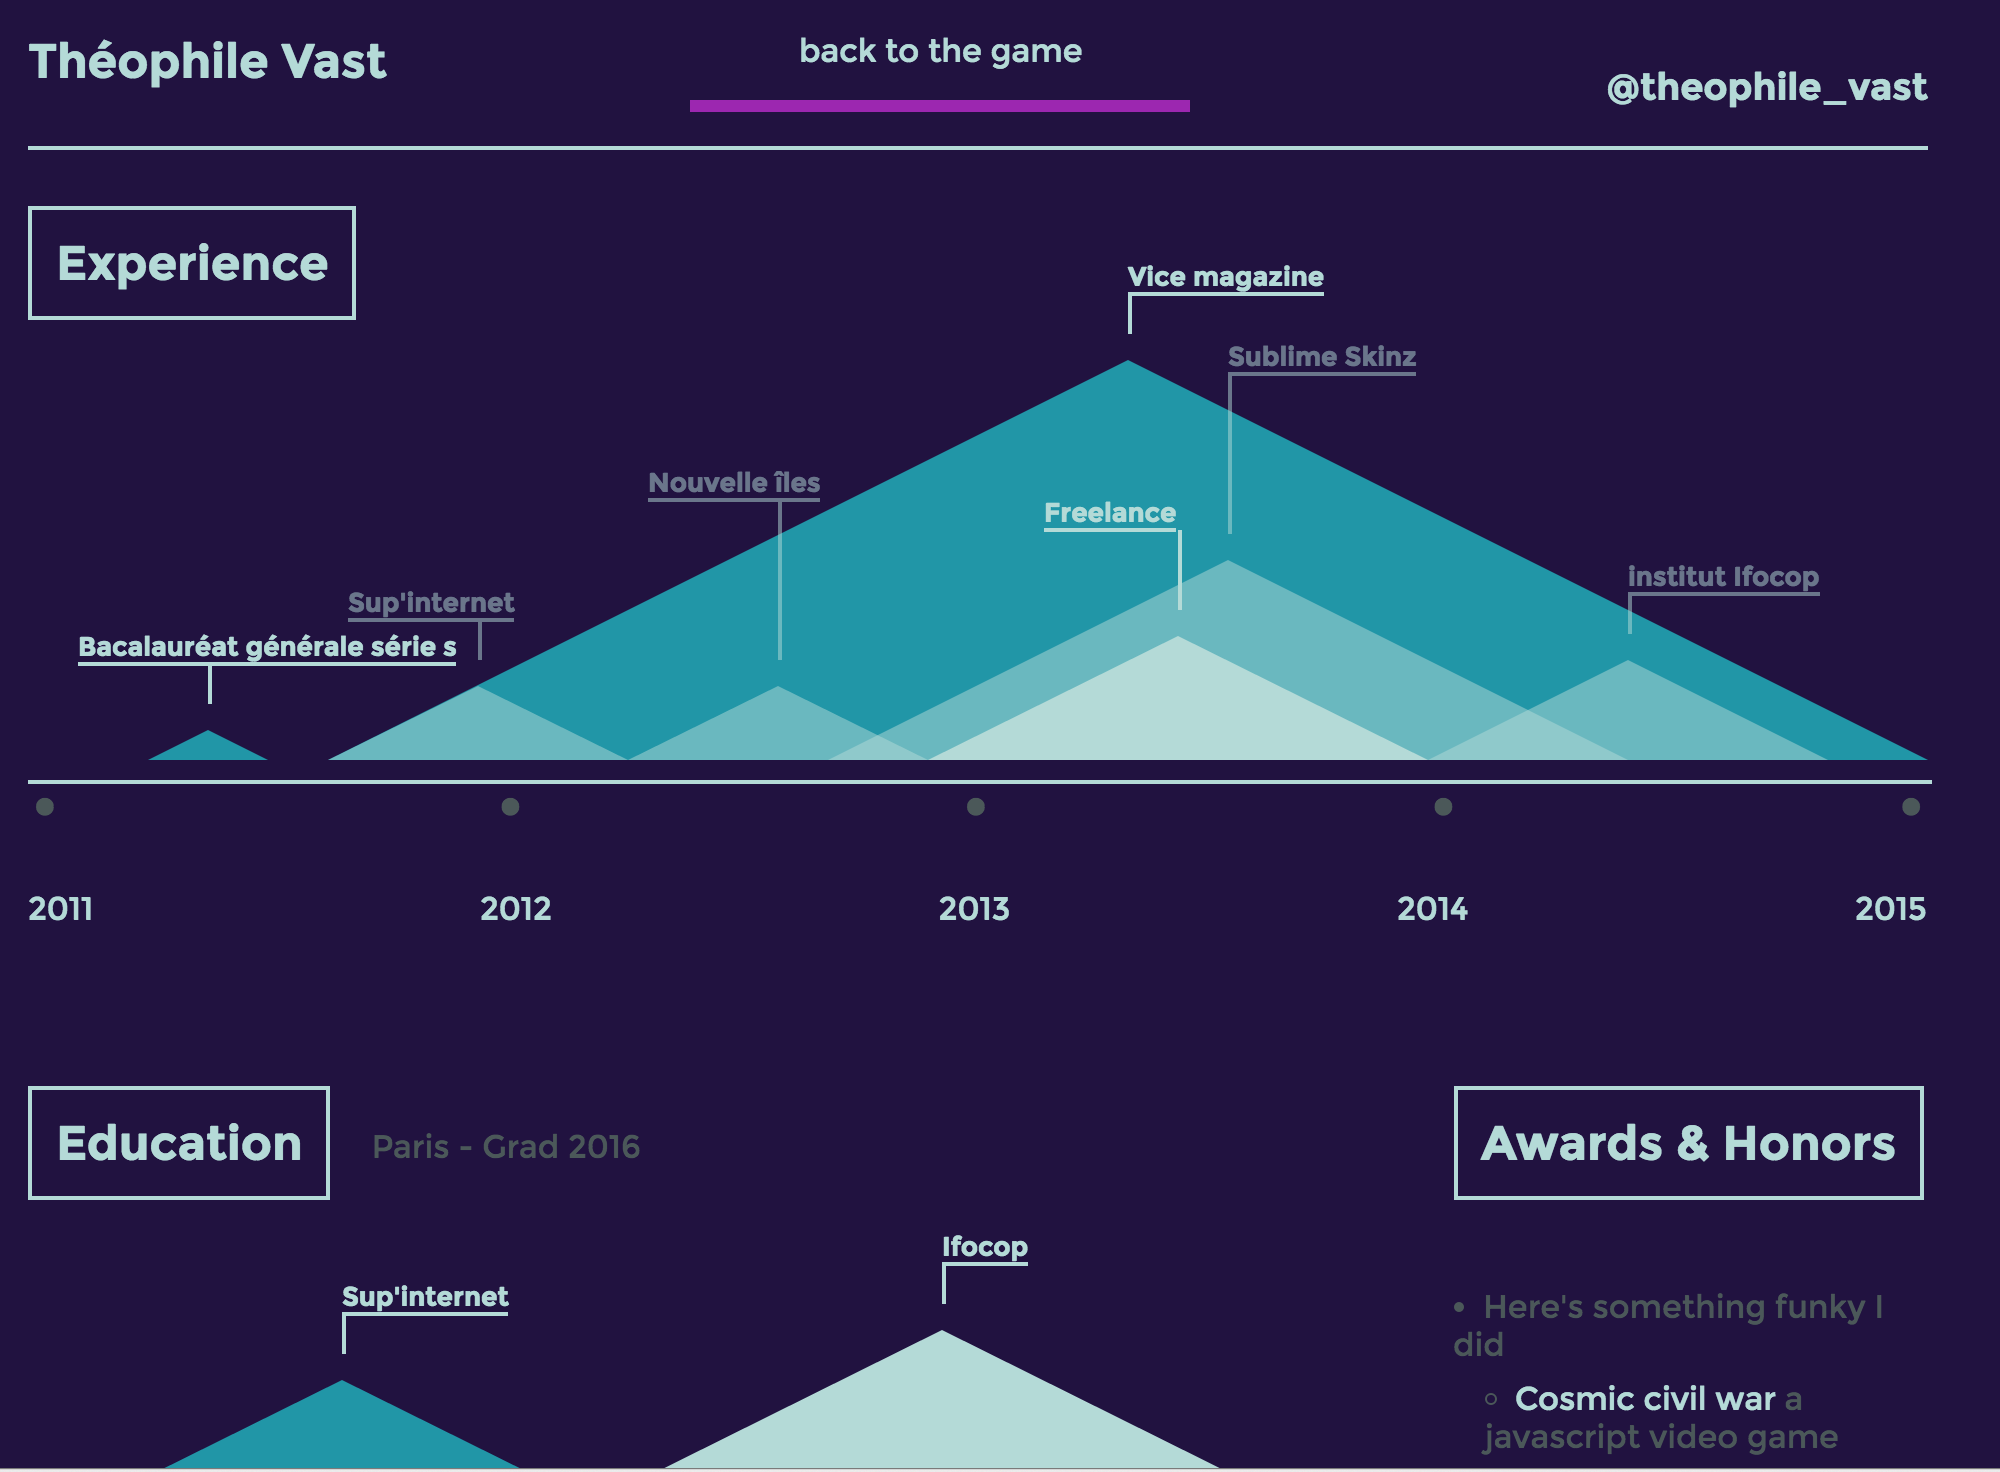 Théophile Vast
back to the game
@theophile_vast
Experience
Vice magazine
Sublime Skinz
Nouvelle îles
Freelance
institut Ifocop
Sup'internet
Bacalauréat générale série s
2011
2012
2013
2014
2015
Education
Paris - Grad 2016
Ifocop
Sup'internet
Awards & Honors
• Here's something funky I
did
○ Cosmic civil war a
javascript video game